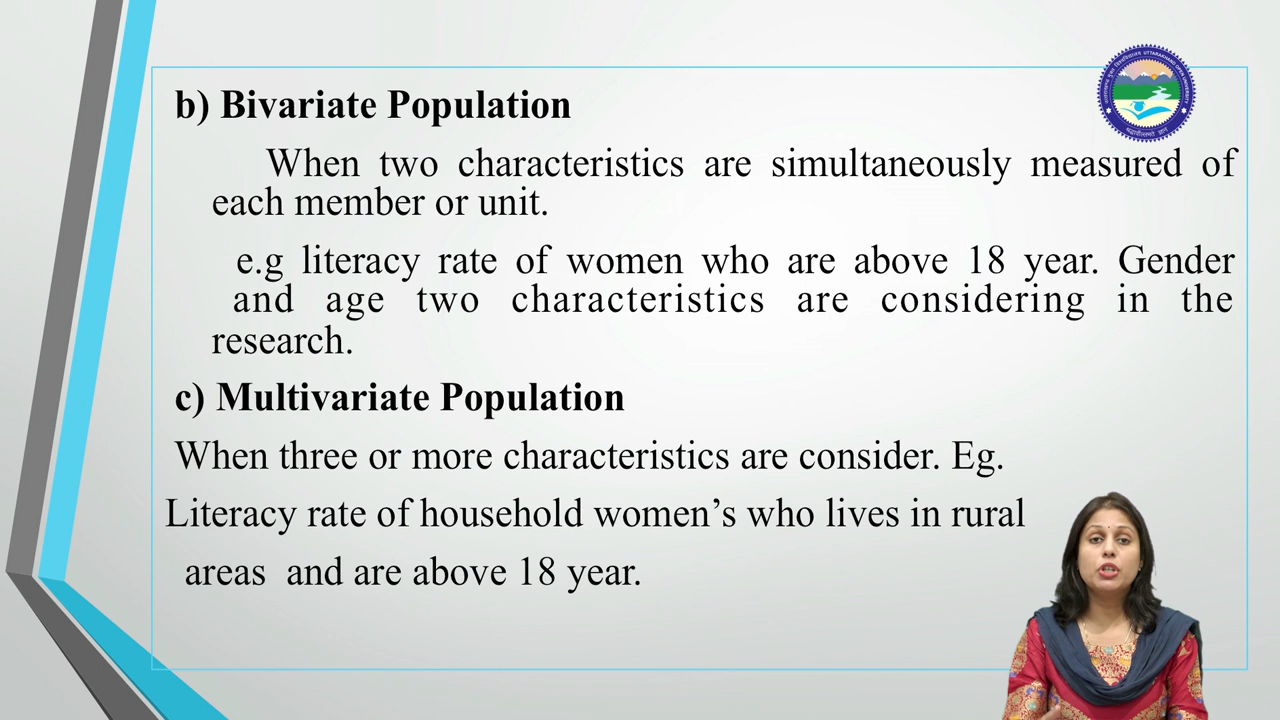 b) Bivariate Population
When two characteristics are simultaneously measured of
each member or unit.
e.g literacy rate of women who are above 18 year. Gender
and age two characteristics are considering in the
research.
c) Multivariate Population
When three or more characteristics are consider. Eg.
Literacy rate of household women’s who lives in rural
areas and are above 18 year.